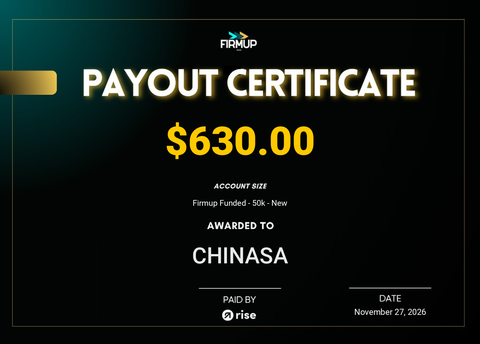 FIRMUP
PAYOUT CERTIFICATE
$630.00
ACCOUNT SIZE
Firmup Funded - 50k - New
AWARDED TO
CHINASA
PAID BY
rise
DATE
November 27, 2026